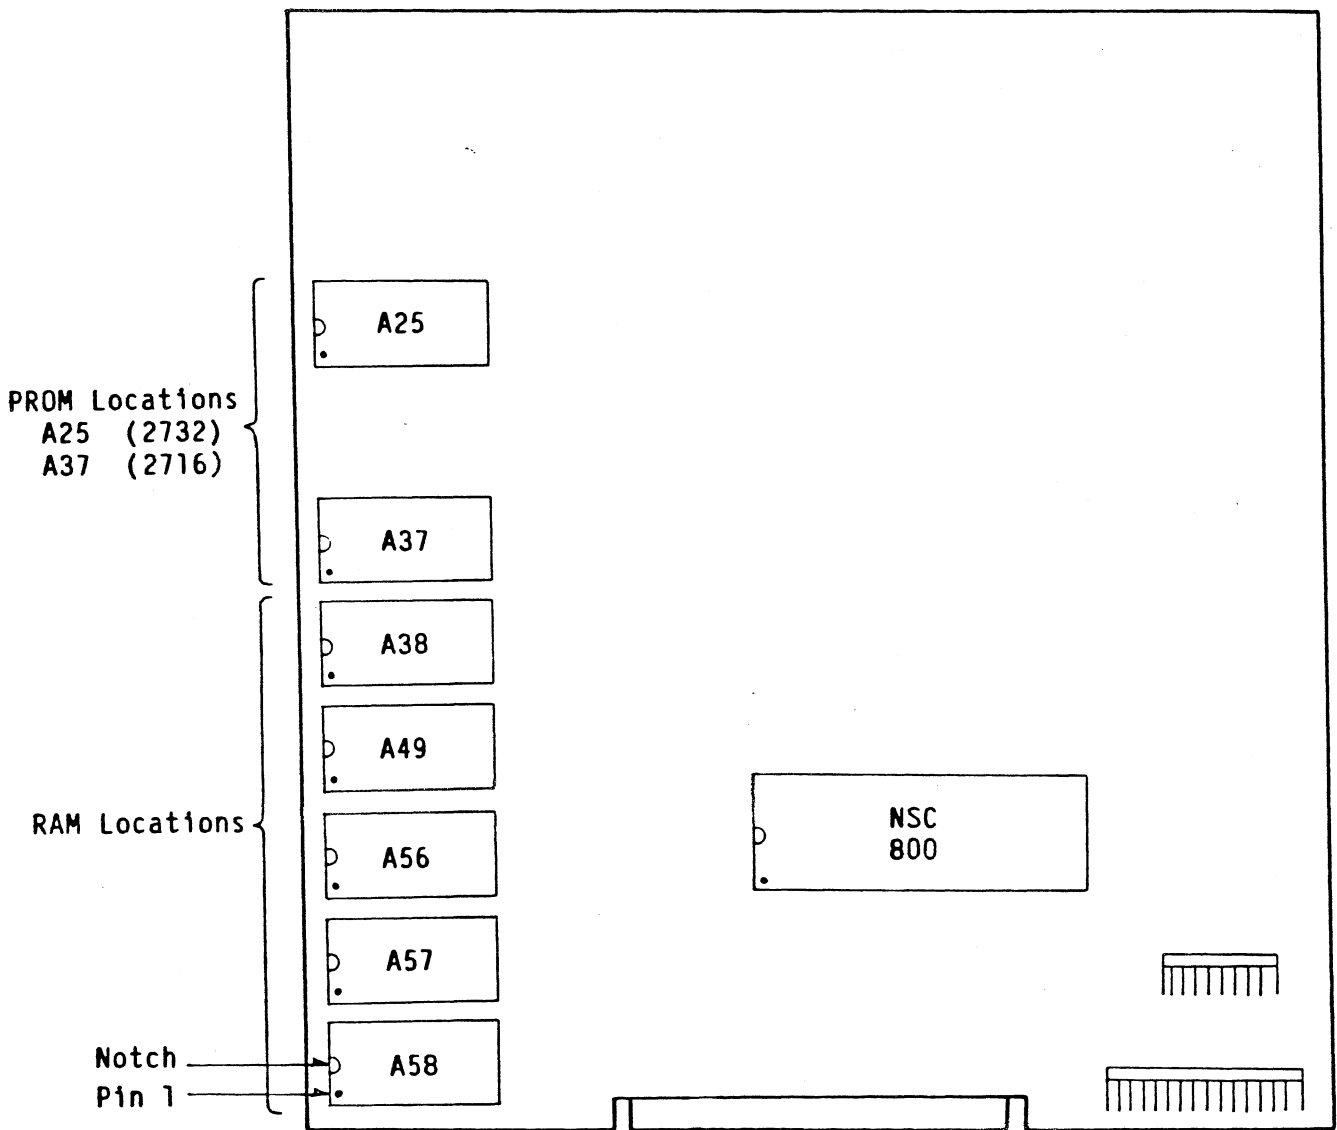 PROM Locations
A25 (2732)
A37 (2716)
A25
A37
A38
A49
RAM Locations
A56
NSC
800
A57
Notch
Pin 1
A58